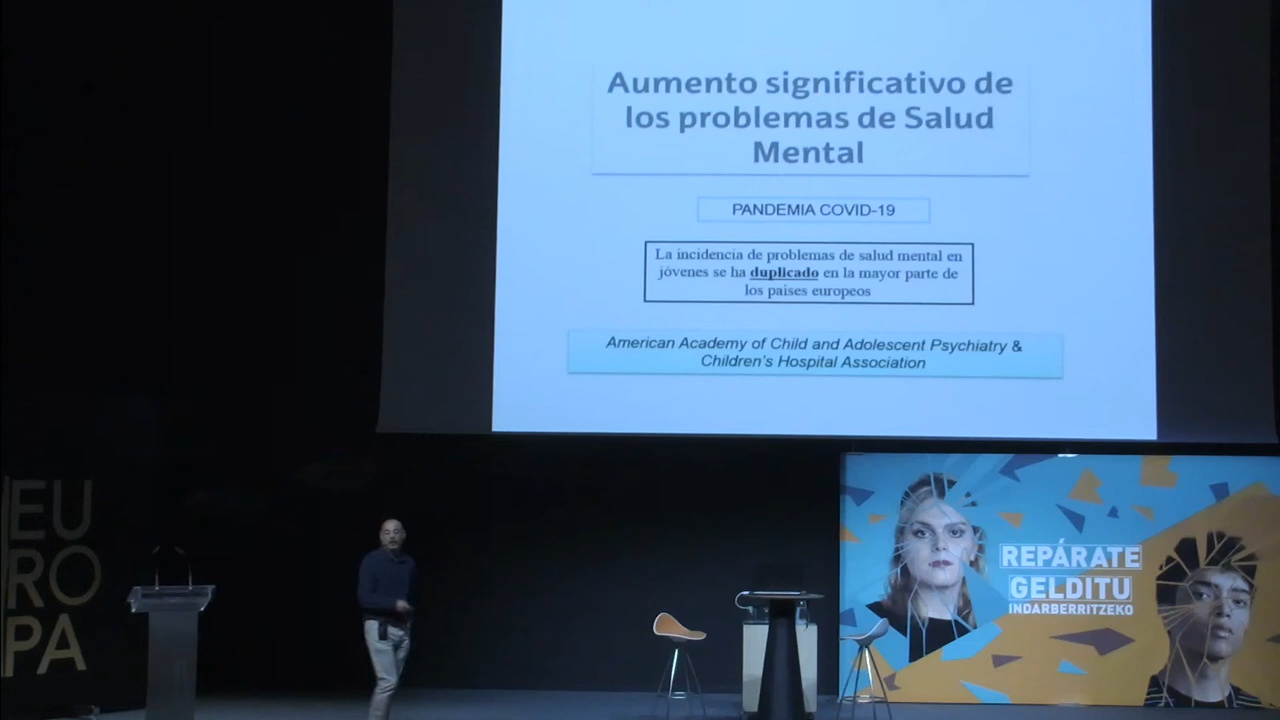 Aumento significativo de
los problemas de Salud
Mental
PANDEMIA COVID-19
La incidencia de problemas de salud mental en
jóvenes se ha duplicado en la mayor parte de
los paises europeos
American Academy of Child and Adolescent Psychiatry &
Children's Hospital Association
EU
RO
PA
REPÁRATE
GELDITU
INDARBERRITZEKO